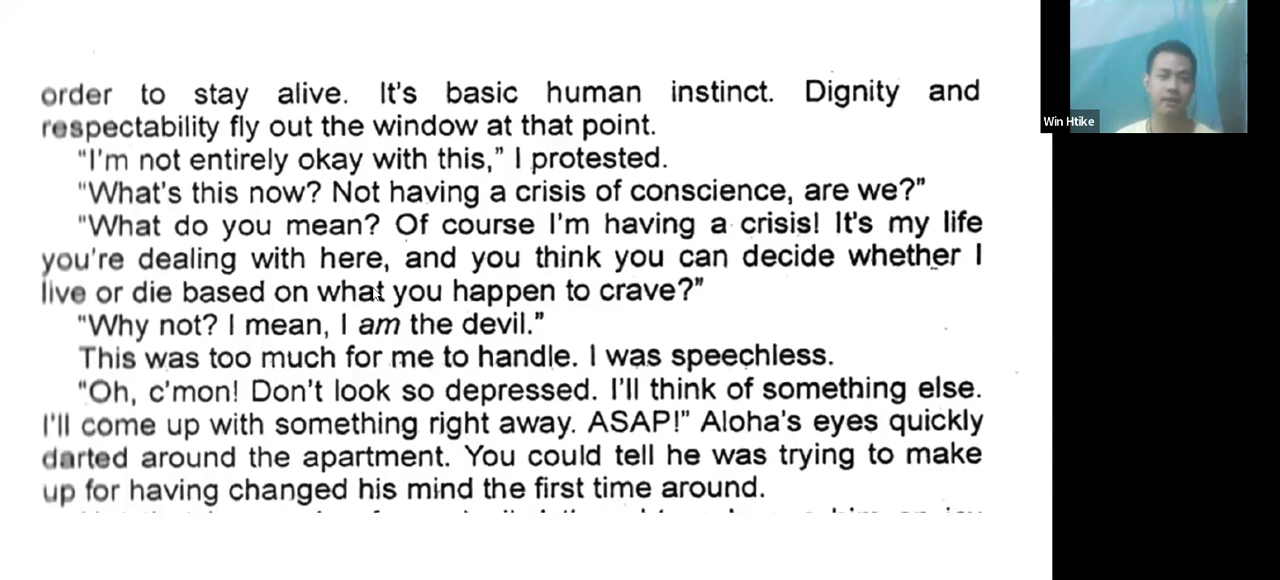 order to stay alive. It's basic human instinct. Dignity and
respectability fly out the window at that point.
"I'm not entirely okay with this," I protested.
"What's this now? Not having a crisis of conscience, are we?"
"What do you mean? Of course I'm having a crisis! It's my life
you're dealing with here, and you think you can decide whether I
live or die based on what you happen to crave?"
"Why not? I mean, I am the devil."
This was too much for me to handle. I was speechless.
"Oh, c'mon! Don't look so depressed. I'll think of something else.
I'll come up with something right away. ASAP!" Aloha's eyes quickly
darted around the apartment. You could tell he was trying to make
up for having changed his mind the first time around.
Win Htike